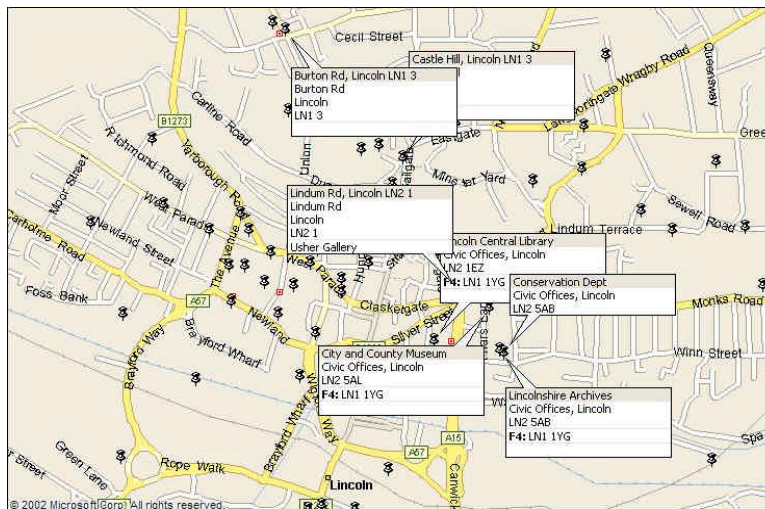 Cecil Street
Castle Hill, Lincoln LN1 3
Burton Rd, Lincoln LN1 3
Burton Rd
Lincoln
LN1 3
Langworthgate
Wragby Road
Queensway
B1273
Carline Road
Richmond Road
Yarborough Road
Union
Eastgate
Minster Yard
Moor Street
West Parade
Lindum Rd, Lincoln LN2 1
Lindum Rd
Lincoln
LN2 1
Usher Gallery
Sewell Road
Lindum Terrace
Carholme Road
Newland Street
The Avenue
West Parade
Lincoln Central Library
Civic Offices, Lincoln
LN2 1EZ
F4: LN1 1YG
Conservation Dept
Civic Offices, Lincoln
LN2 5AB
Foss Bank
A57
Newland
Clasketgate
Silver Street
Monks Road
Brayford Way
Brayford Wharf
City and County Museum
Civic Offices, Lincoln
LN2 5AL
F4: LN1 1YG
Winn Street
Lincolnshire Archives
Civic Offices, Lincoln
LN2 5AB
F4: LN1 1YG
Brayford Wharf
Way
Green Lane
Rope Walk
A57
A15
Lincoln
© 2002 Microsoft Corp. All rights reserved.